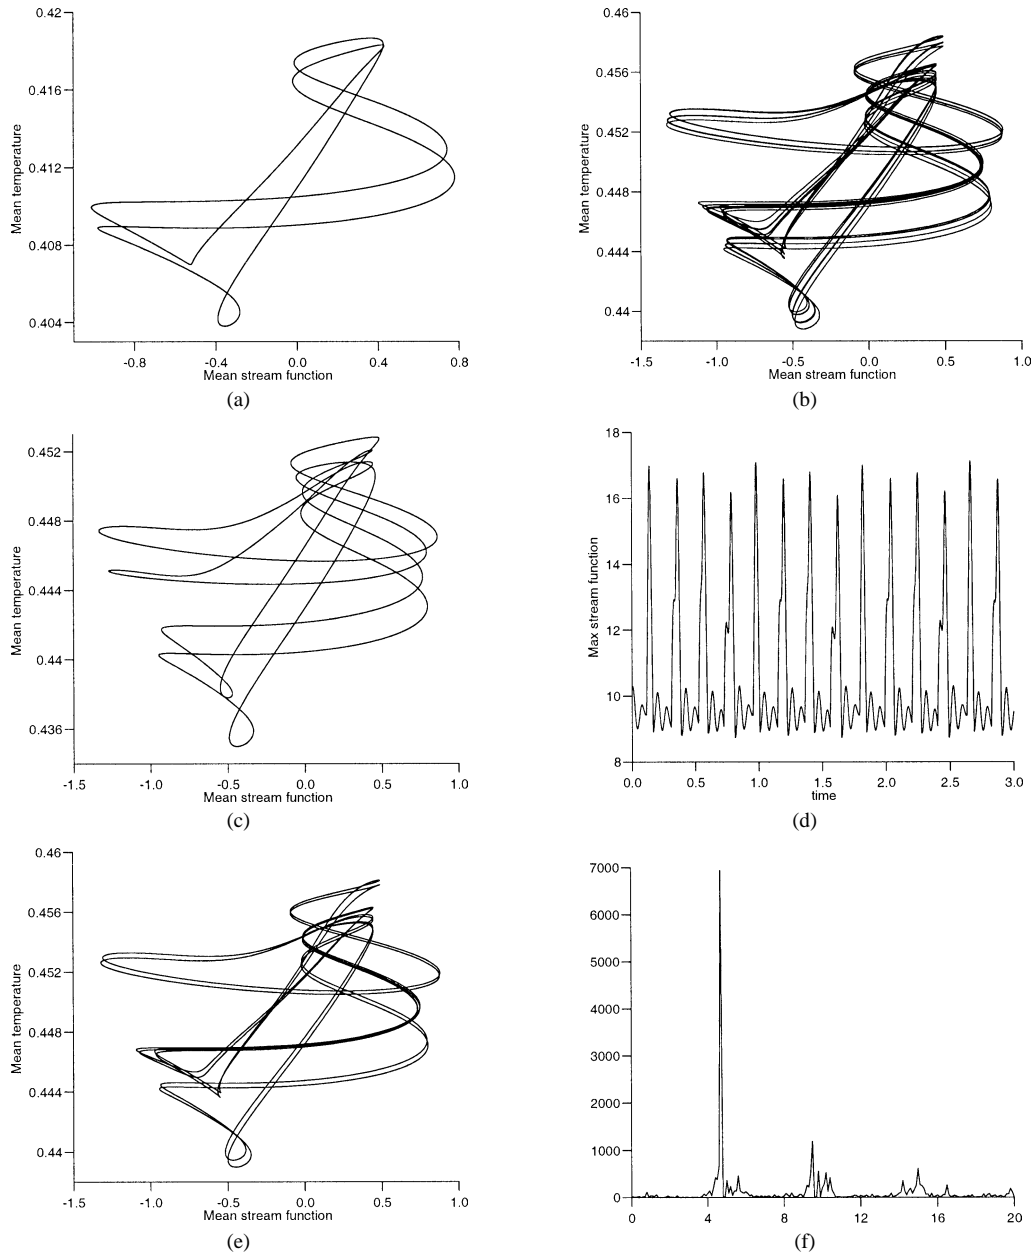 0.42
0.416
0.412
0.408
0.404
Mean temperature
-0.8 -0.4 0.0 0.4 0.8
Mean stream function
(a)
0.46
0.456
0.452
0.448
0.444
0.44
Mean temperature
-1.5 -1.0 -0.5 0.0 0.5 1.0
Mean stream function
(b)
0.452
0.448
0.444
0.44
0.436
Mean temperature
-1.5 -1.0 -0.5 0.0 0.5 1.0
Mean stream function
(c)
18
16
14
12
10
8
Max stream function
0.0 0.5 1.0 1.5 2.0 2.5 3.0
time
(d)
0.46
0.456
0.452
0.448
0.444
0.44
Mean temperature
-1.5 -1.0 -0.5 0.0 0.5 1.0
Mean stream function
(e)
7000
6000
5000
4000
3000
2000
1000
0
0 4 8 12 16 20
(f)